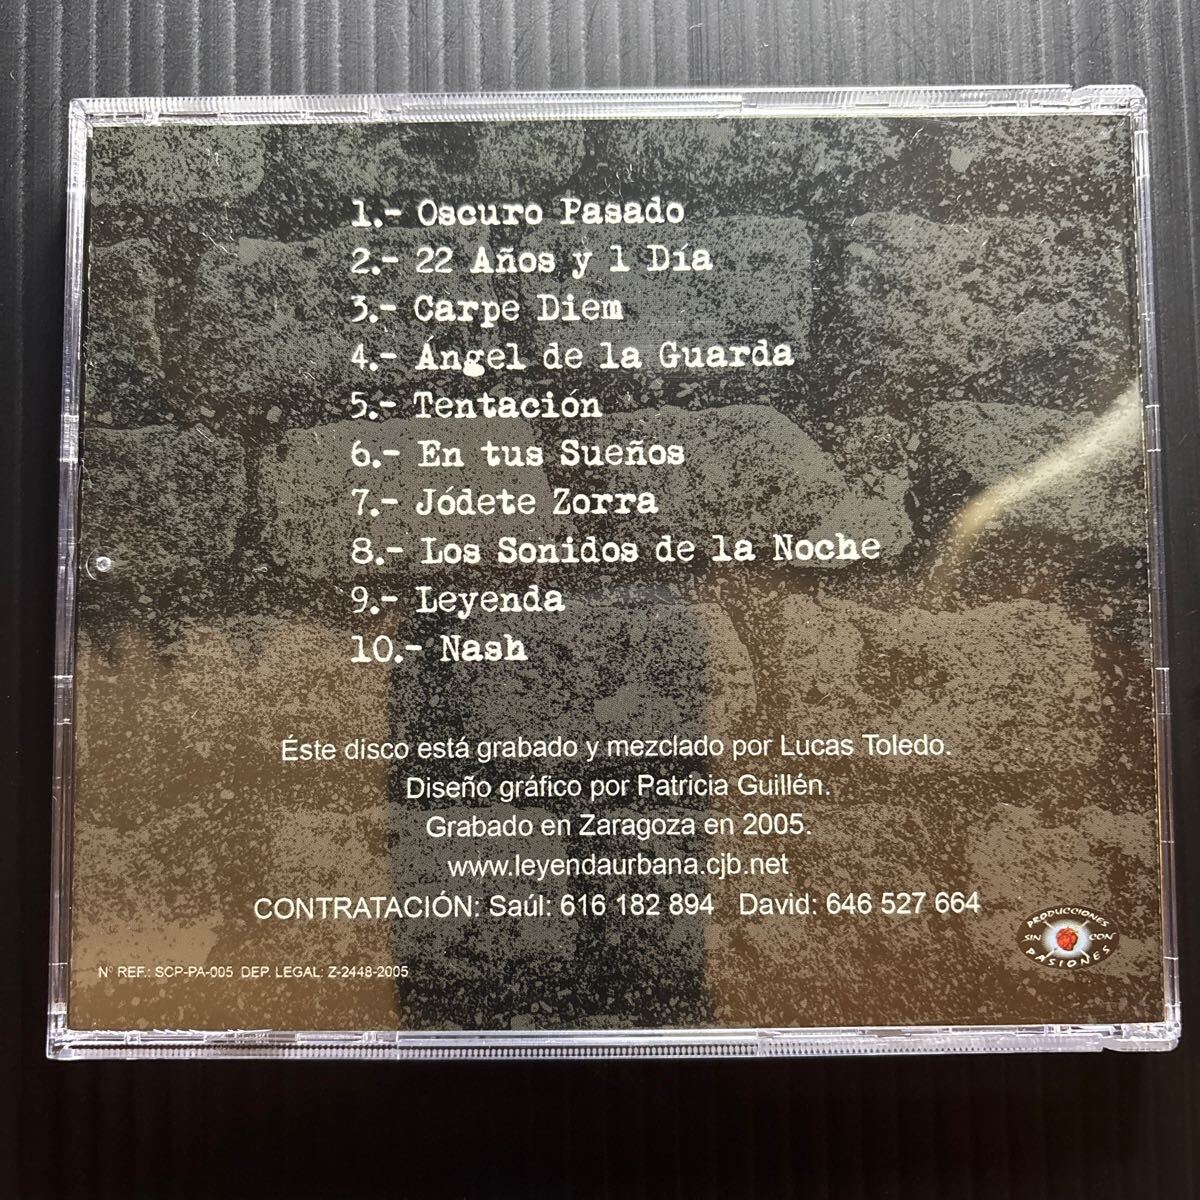 1.- Oscuro Pasado
2.- 22 Años y 1 Día
3.- Carpe Diem
4.- Ángel de la Guarda
5.- Tentación
6.- En tus Sueños
7.- Jódete Zorra
8.- Los Sonidos de la Noche
9.- Leyenda
10.- Nash
Éste disco está grabado y mezclado por Lucas Toledo.
Diseño gráfico por Patricia Guillén.
Grabado en Zaragoza en 2005.
www.leyendaurbana.cjb.net
CONTRATACIÓN: Saúl: 616 182 894 David: 646 527 664
PRODUCCIONES
SIN CON
PASIONES
Nº REF.: SCP-PA-005 DEP. LEGAL: Z-2448-2005